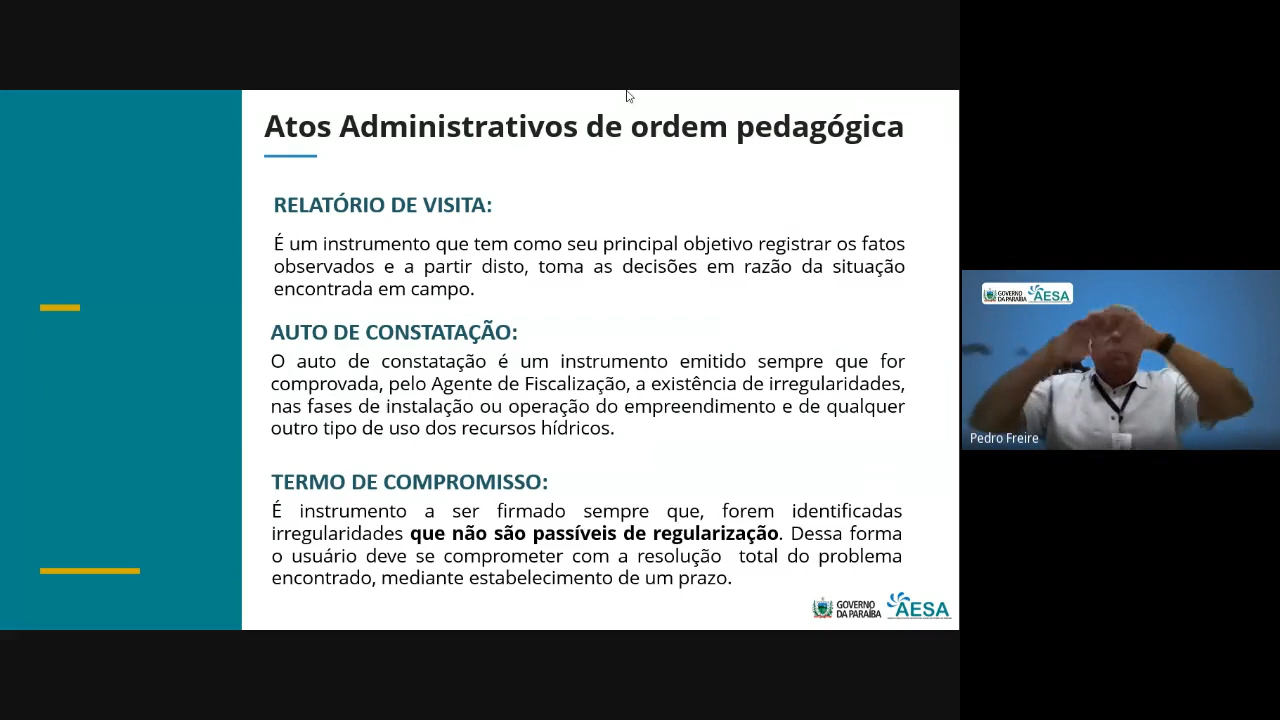 Atos Administrativos de ordem pedagógica
RELATÓRIO DE VISITA:
É um instrumento que tem como seu principal objetivo registrar os fatos
observados e a partir disto, toma as decisões em razão da situação
encontrada em campo.
AUTO DE CONSTATAÇÃO:
O auto de constatação é um instrumento emitido sempre que for
comprovada, pelo Agente de Fiscalização, a existência de irregularidades,
nas fases de instalação ou operação do empreendimento e de qualquer
outro tipo de uso dos recursos hídricos.
TERMO DE COMPROMISSO:
É instrumento a ser firmado sempre que, forem identificadas
irregularidades que não são passíveis de regularização. Dessa forma
o usuário deve se comprometer com a resolução total do problema
encontrado, mediante estabelecimento de um prazo.
GOVERNO
DA PARAÍBA
AESA
GOVERNO
DA PARAÍBA
AESA
Pedro Freire